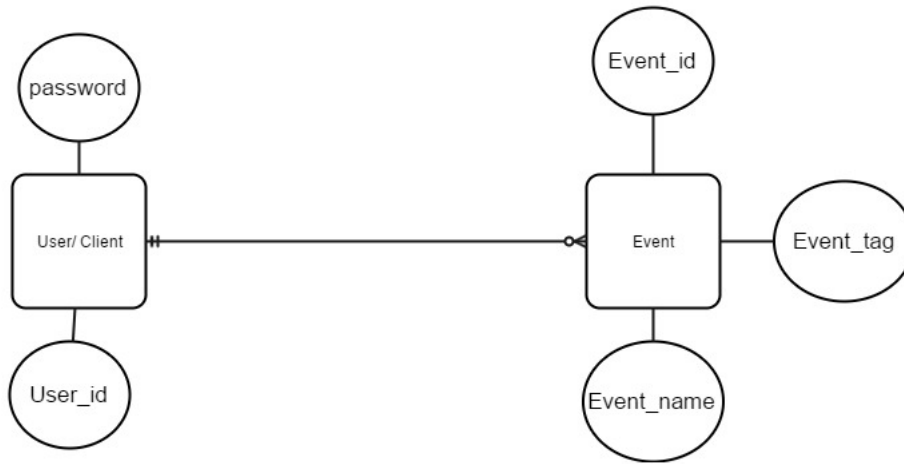 password
Event_id
User/ Client
Event
Event_tag
User_id
Event_name